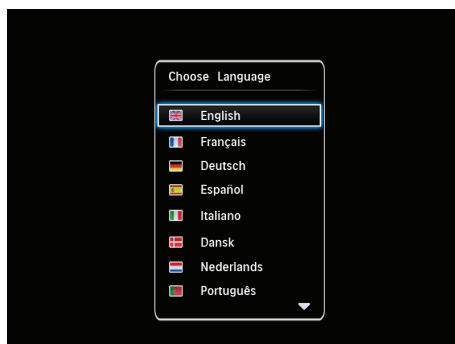 Choose Language
English
Français
Deutsch
Español
Italiano
Dansk
Nederlands
Português